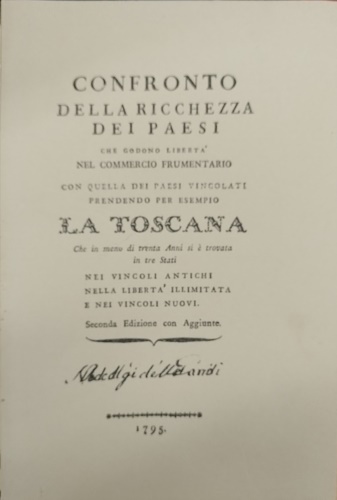 CONFRONTO
DELLA RICCHEZZA
DEI PAESI
CHE GODONO LIBERTA'
NEL COMMERCIO FRUMENTARIO
CON QUELLA DEI PAESI VINCOLATI
PRENDENDO PER ESEMPIO
LA TOSCANA
Che in meno di trenta Anni si è trovata
in tre Stati
NEI VINCOLI ANTICHI
NELLA LIBERTA' ILLIMITATA
E NEI VINCOLI NUOVI.
Seconda Edizione con Aggiunte.
1795.